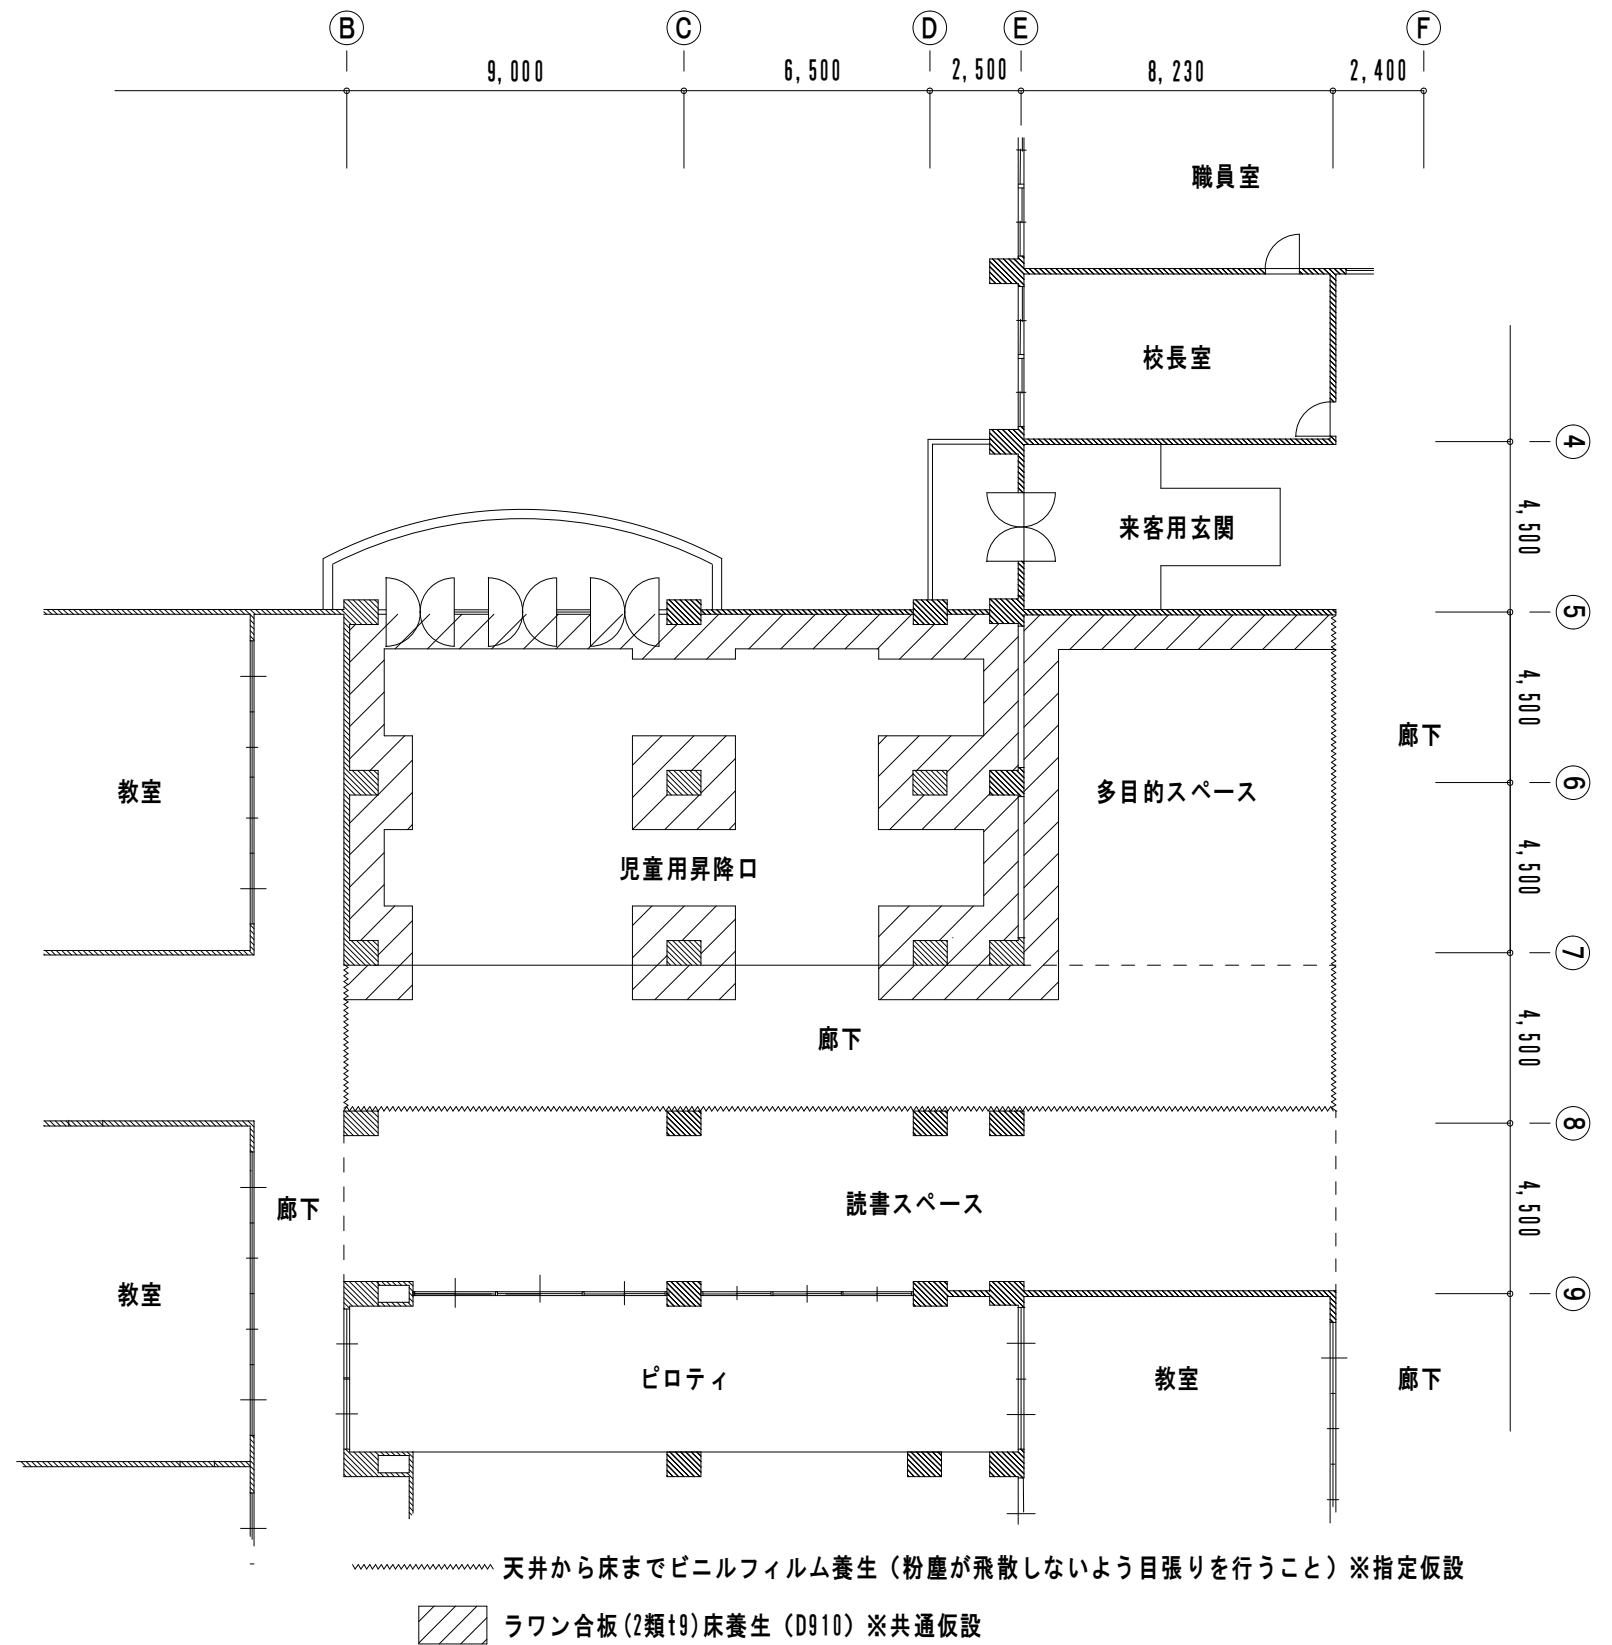 B C D E F
9,000 6,500 2,500 8,230 2,400
職員室
校長室
4
4,500
来客用玄関
5
4,500
廊下
教室
多目的スペース
6
児童用昇降口
4,500
7
廊下
4,500
8
読書スペース
廊下
4,500
教室
9
ピロティ
教室
廊下
天井から床までビニルフィルム養生（粉塵が飛散しないよう目張りを行うこと）※指定仮設
ラワン合板(2類t9)床養生（D910）※共通仮設